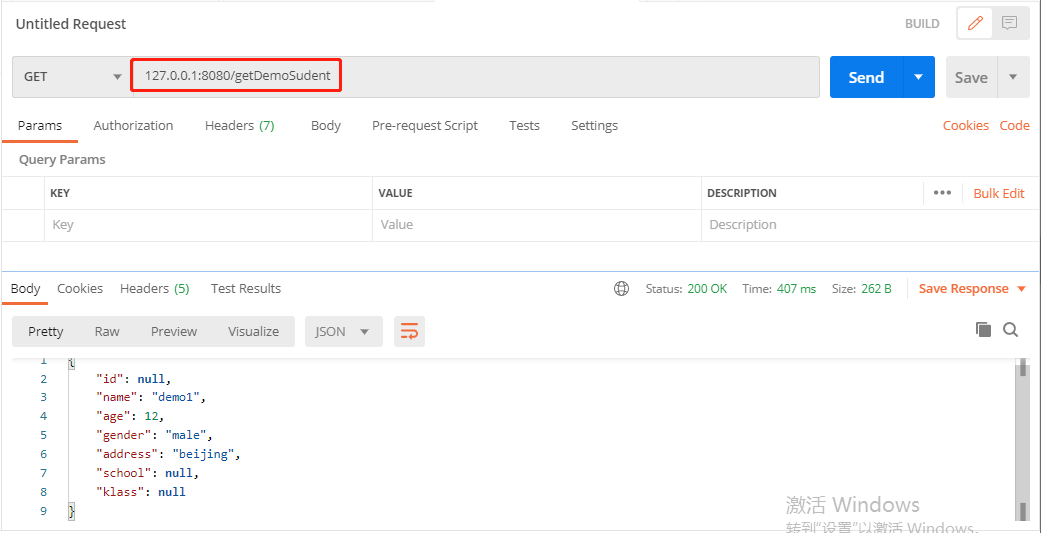 Untitled Request
BUILD
GET
127.0.0.1:8080/getDemoSudent
Send
Save
Params Authorization Headers (7) Body Pre-request Script Tests Settings Cookies Code
Query Params
KEY VALUE DESCRIPTION ••• Bulk Edit
Key Value Description
Body Cookies Headers (5) Test Results Status: 200 OK Time: 407 ms Size: 262 B Save Response
Pretty Raw Preview Visualize JSON
1 {
2 "id": null,
3 "name": "demo1",
4 "age": 12,
5 "gender": "male",
6 "address": "beijing",
7 "school": null,
8 "klass": null
9 }
激活 Windows
转到“设置”以激活 Windows。